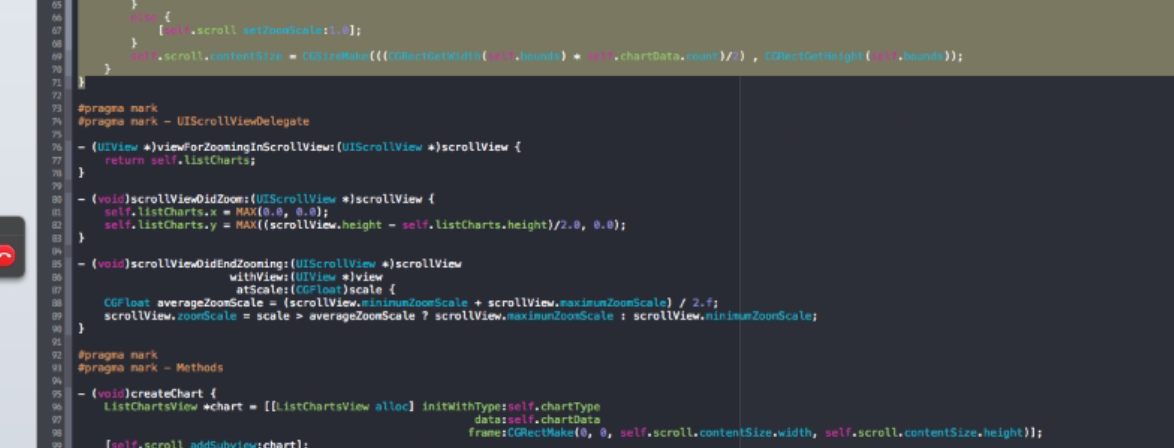 65 }
66 else {
67 [self.scroll setZoomScale:1.0];
68 }
69 self.scroll.contentSize = CGSizeMake(((CGRectGetWidth(self.bounds) * self.chartData.count)/2) , CGRectGetHeight(self.bounds));
70 }
71 }
72
73 #pragma mark
74 #pragma mark - UIScrollViewDelegate
75
76 - (UIView *)viewForZoomingInScrollView:(UIScrollView *)scrollView {
77 return self.listCharts;
78 }
79
80 - (void)scrollViewDidZoom:(UIScrollView *)scrollView {
81 self.listCharts.x = MAX(0.0, 0.0);
82 self.listCharts.y = MAX((scrollView.height - self.listCharts.height)/2.0, 0.0);
83 }
84
85 - (void)scrollViewDidEndZooming:(UIScrollView *)scrollView
86 withView:(UIView *)view
87 atScale:(CGFloat)scale {
88 CGFloat averageZoomScale = (scrollView.minimumZoomScale + scrollView.maximumZoomScale) / 2.f;
89 scrollView.zoomScale = scale > averageZoomScale ? scrollView.maximumZoomScale : scrollView.minimumZoomScale;
90 }
91
92 #pragma mark
93 #pragma mark - Methods
94
95 - (void)createChart {
96 ListChartsView *chart = [[ListChartsView alloc] initWithType:self.chartType
97 data:self.chartData
98 frame:CGRectMake(0, 0, self.scroll.contentSize.width, self.scroll.contentSize.height)];
99 [self.scroll addSubview:chart];